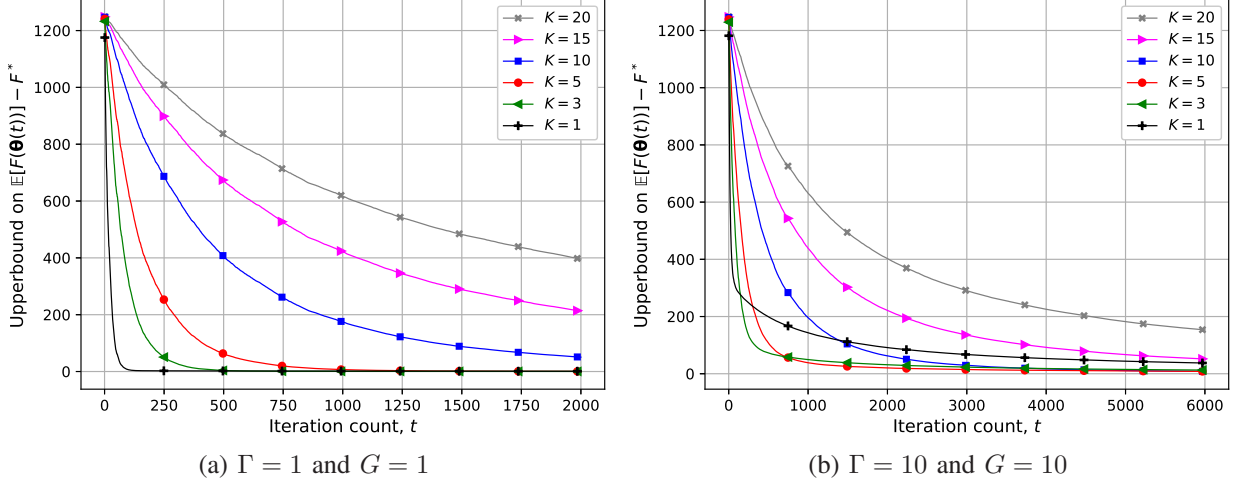 Upperbound on 𝔼[F(θ(t))] − F*
1200
1000
800
600
400
200
0
K = 20
K = 15
K = 10
K = 5
K = 3
K = 1
0 250 500 750 1000 1250 1500 1750 2000
Iteration count, t
(a) Γ = 1 and G = 1
Upperbound on 𝔼[F(θ(t))] − F*
1200
1000
800
600
400
200
0
K = 20
K = 15
K = 10
K = 5
K = 3
K = 1
0 1000 2000 3000 4000 5000 6000
Iteration count, t
(b) Γ = 10 and G = 10